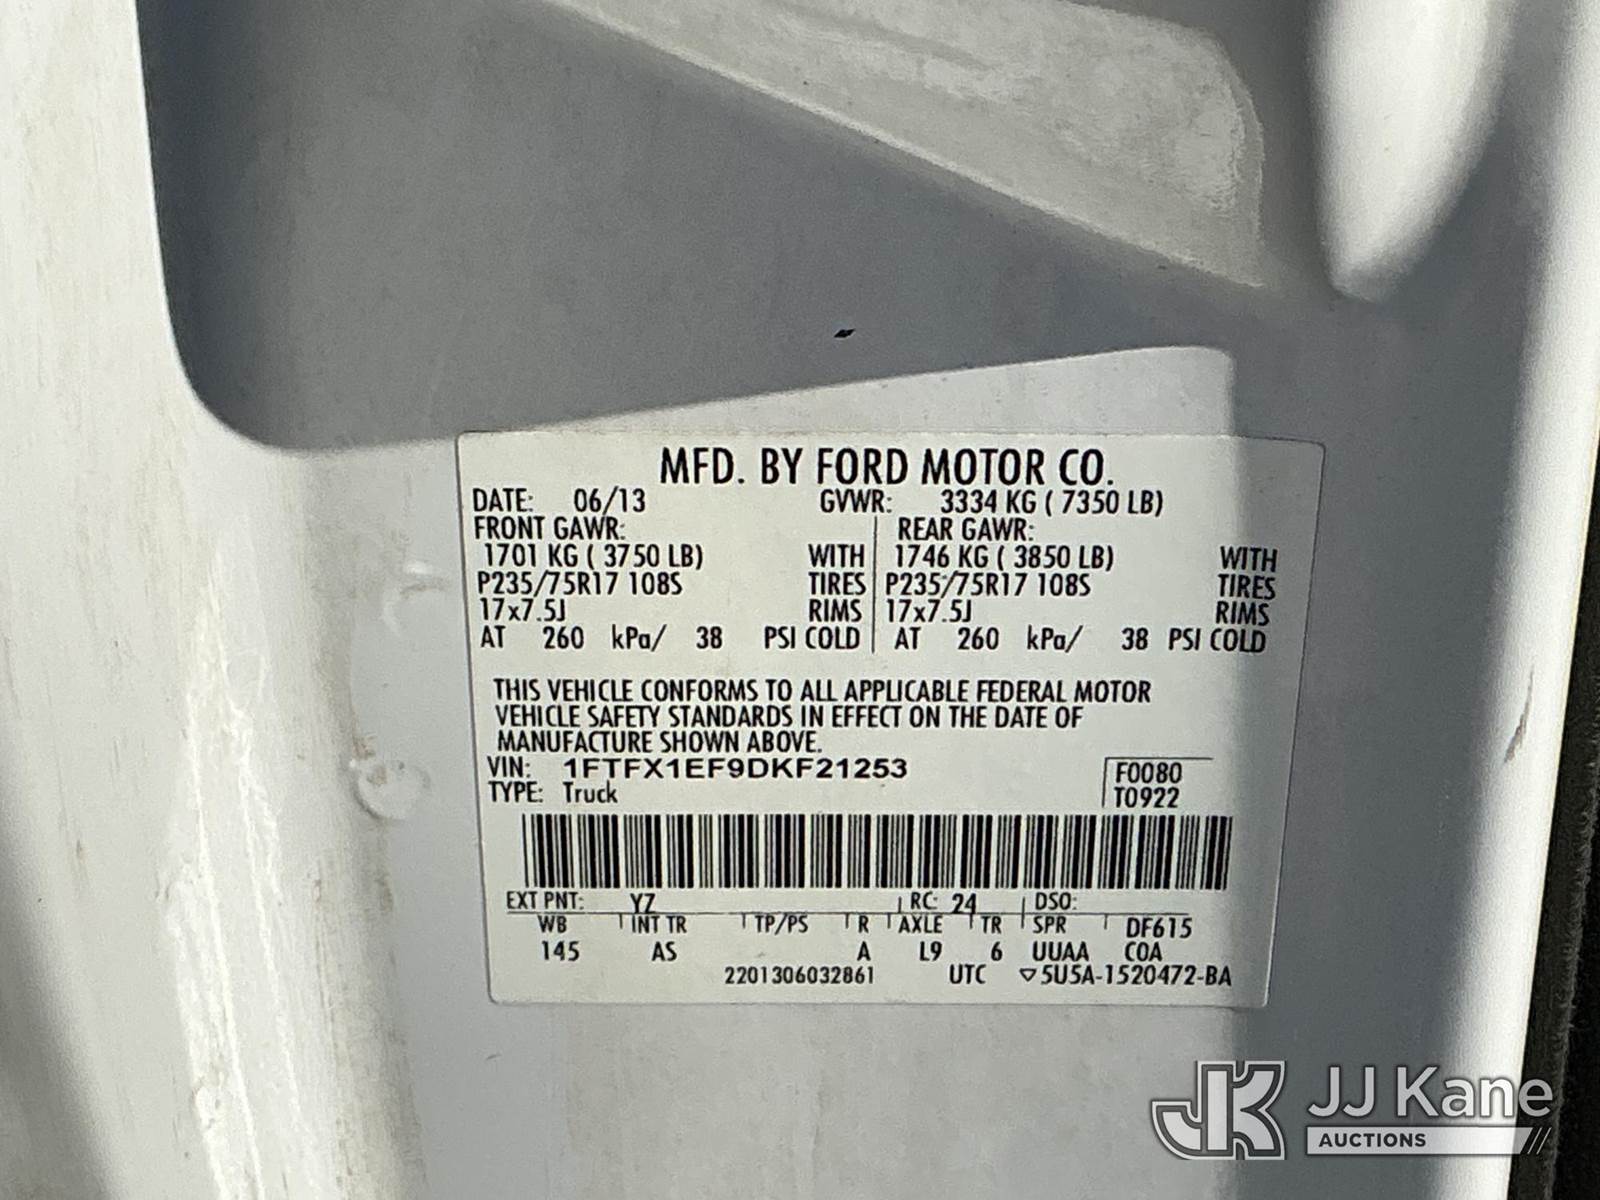 MFD. BY FORD MOTOR CO.
DATE: 06/13 GVWR: 3334 KG ( 7350 LB)
FRONT GAWR: REAR GAWR:
1701 KG ( 3750 LB) WITH 1746 KG ( 3850 LB) WITH
P235/75R17 108S TIRES P235/75R17 108S TIRES
17x7.5J RIMS 17x7.5J RIMS
AT 260 kPa/ 38 PSI COLD AT 260 kPa/ 38 PSI COLD
THIS VEHICLE CONFORMS TO ALL APPLICABLE FEDERAL MOTOR
VEHICLE SAFETY STANDARDS IN EFFECT ON THE DATE OF
MANUFACTURE SHOWN ABOVE.
VIN: 1FTFX1EF9DKF21253 F0080
TYPE: Truck T0922
EXT PNT: YZ RC: 24 DSO:
WB INT TR TP/PS R AXLE TR SPR DF615
145 AS A L9 6 UUAA COA
2201306032861 UTC ▽5U5A-1520472-BA
JK JJ Kane
AUCTIONS